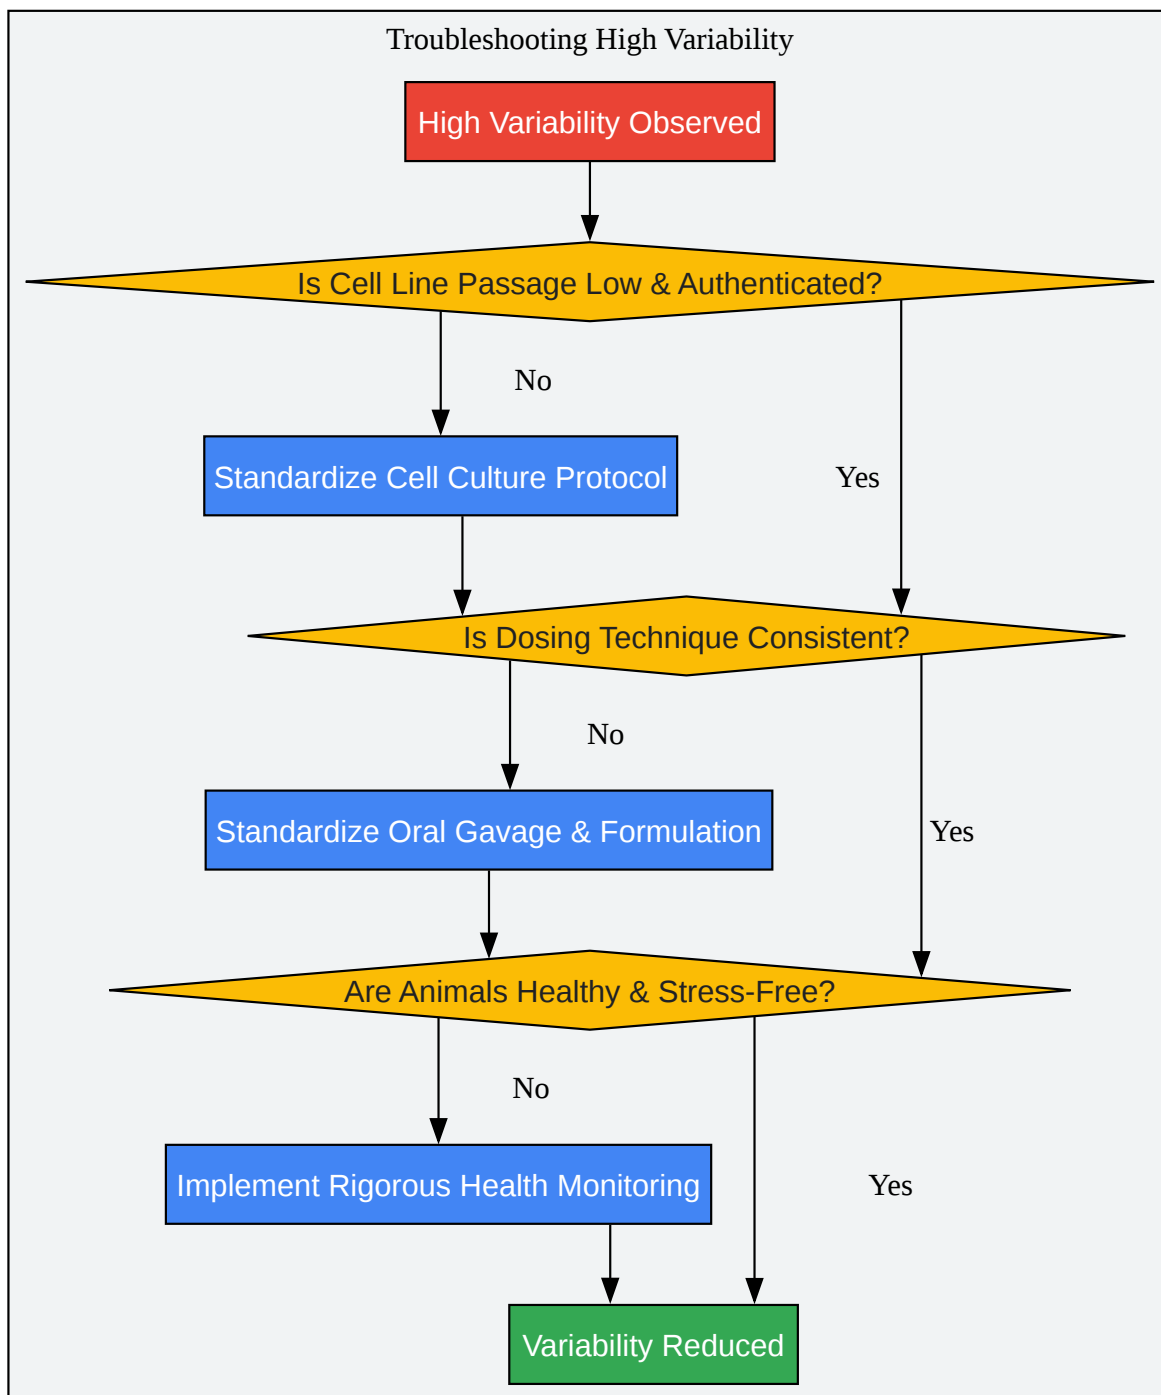 Troubleshooting High Variability
High Variability Observed
Is Cell Line Passage Low & Authenticated?
No
Standardize Cell Culture Protocol
Yes
Is Dosing Technique Consistent?
No
Standardize Oral Gavage & Formulation
Yes
Are Animals Healthy & Stress-Free?
No
Implement Rigorous Health Monitoring
Yes
Variability Reduced